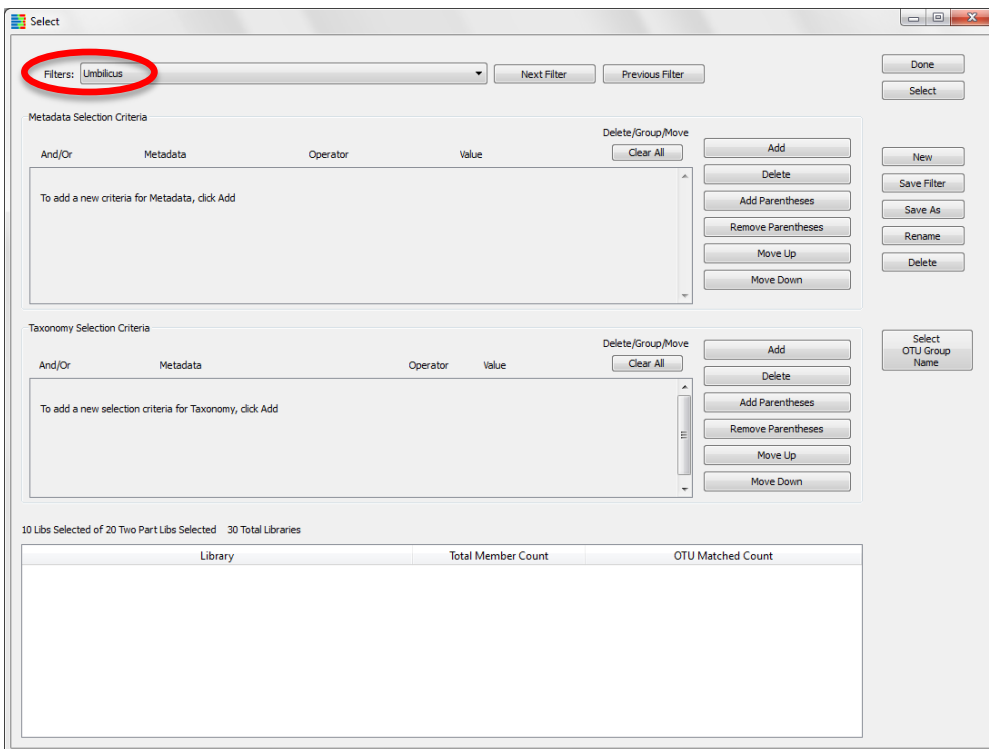 Select
Filters: Umbilicus Next Filter Previous Filter Done
Select
Metadata Selection Criteria
Delete/Group/Move
And/Or Metadata Operator Value Clear All Add
Delete
To add a new criteria for Metadata, click Add
Add Parentheses
Remove Parentheses
Move Up
Move Down
New
Save Filter
Save As
Rename
Delete
Taxonomy Selection Criteria
Delete/Group/Move
And/Or Metadata Operator Value Clear All Add
Delete
To add a new selection criteria for Taxonomy, click Add
Add Parentheses
Remove Parentheses
Move Up
Move Down
Select
OTU Group
Name
10 Libs Selected of 20 Two Part Libs Selected 30 Total Libraries
Library Total Member Count OTU Matched Count